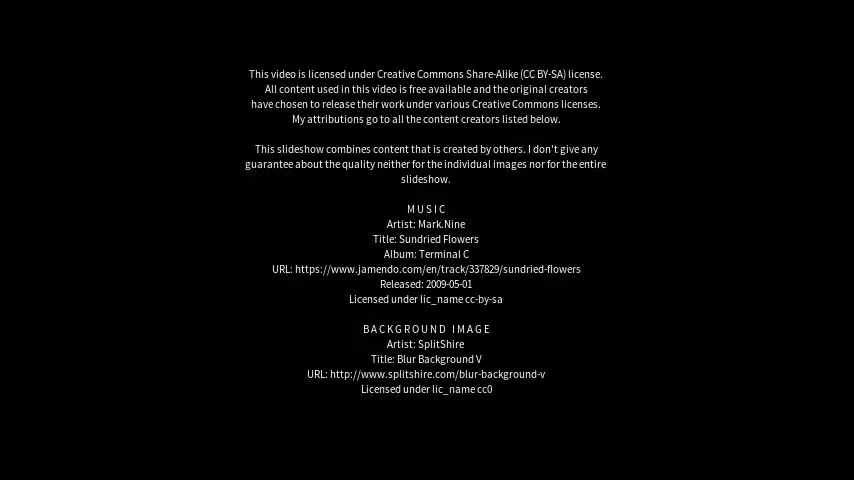 This video is licensed under Creative Commons Share-Alike (CC BY-SA) license.
All content used in this video is free available and the original creators
have chosen to release their work under various Creative Commons licenses.
My attributions go to all the content creators listed below.
This slideshow combines content that is created by others. I don't give any
guarantee about the quality neither for the individual images nor for the entire
slideshow.
MUSIC
Artist: Mark.Nine
Title: Sundried Flowers
Album: Terminal C
URL: https://www.jamendo.com/en/track/337829/sundried-flowers
Released: 2009-05-01
Licensed under lic_name cc-by-sa
BACKGROUND IMAGE
Artist: SplitShire
Title: Blur Background V
URL: http://www.splitshire.com/blur-background-v
Licensed under lic_name cc0